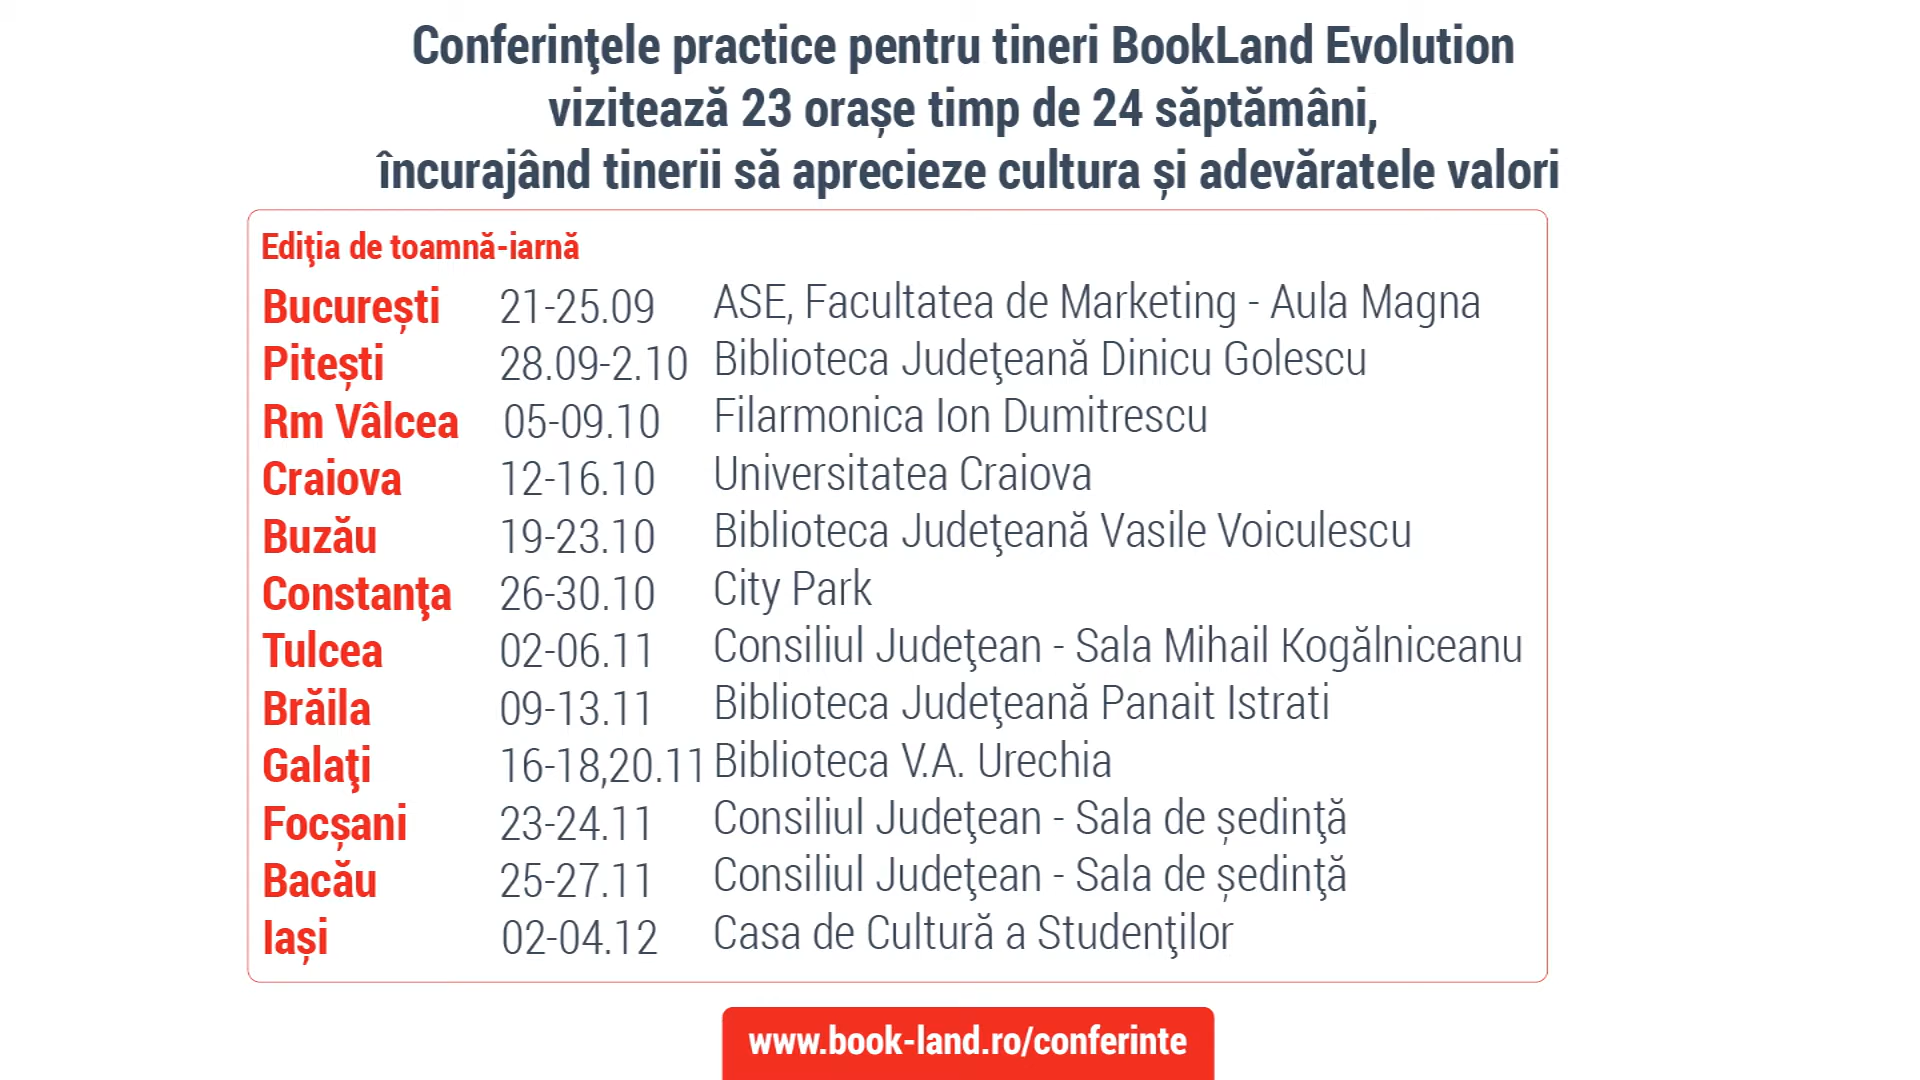 Conferinţele practice pentru tineri BookLand Evolution
vizitează 23 orașe timp de 24 săptămâni,
încurajând tinerii să aprecieze cultura și adevăratele valori
Ediţia de toamnă-iarnă
București 21-25.09 ASE, Facultatea de Marketing - Aula Magna
Pitești 28.09-2.10 Biblioteca Judeţeană Dinicu Golescu
Rm Vâlcea 05-09.10 Filarmonica Ion Dumitrescu
Craiova 12-16.10 Universitatea Craiova
Buzău 19-23.10 Biblioteca Judeţeană Vasile Voiculescu
Constanţa 26-30.10 City Park
Tulcea 02-06.11 Consiliul Judeţean - Sala Mihail Kogălniceanu
Brăila 09-13.11 Biblioteca Judeţeană Panait Istrati
Galaţi 16-18,20.11 Biblioteca V.A. Urechia
Focșani 23-24.11 Consiliul Judeţean - Sala de ședinţă
Bacău 25-27.11 Consiliul Judeţean - Sala de ședinţă
Iași 02-04.12 Casa de Cultură a Studenţilor
www.book-land.ro/conferinte